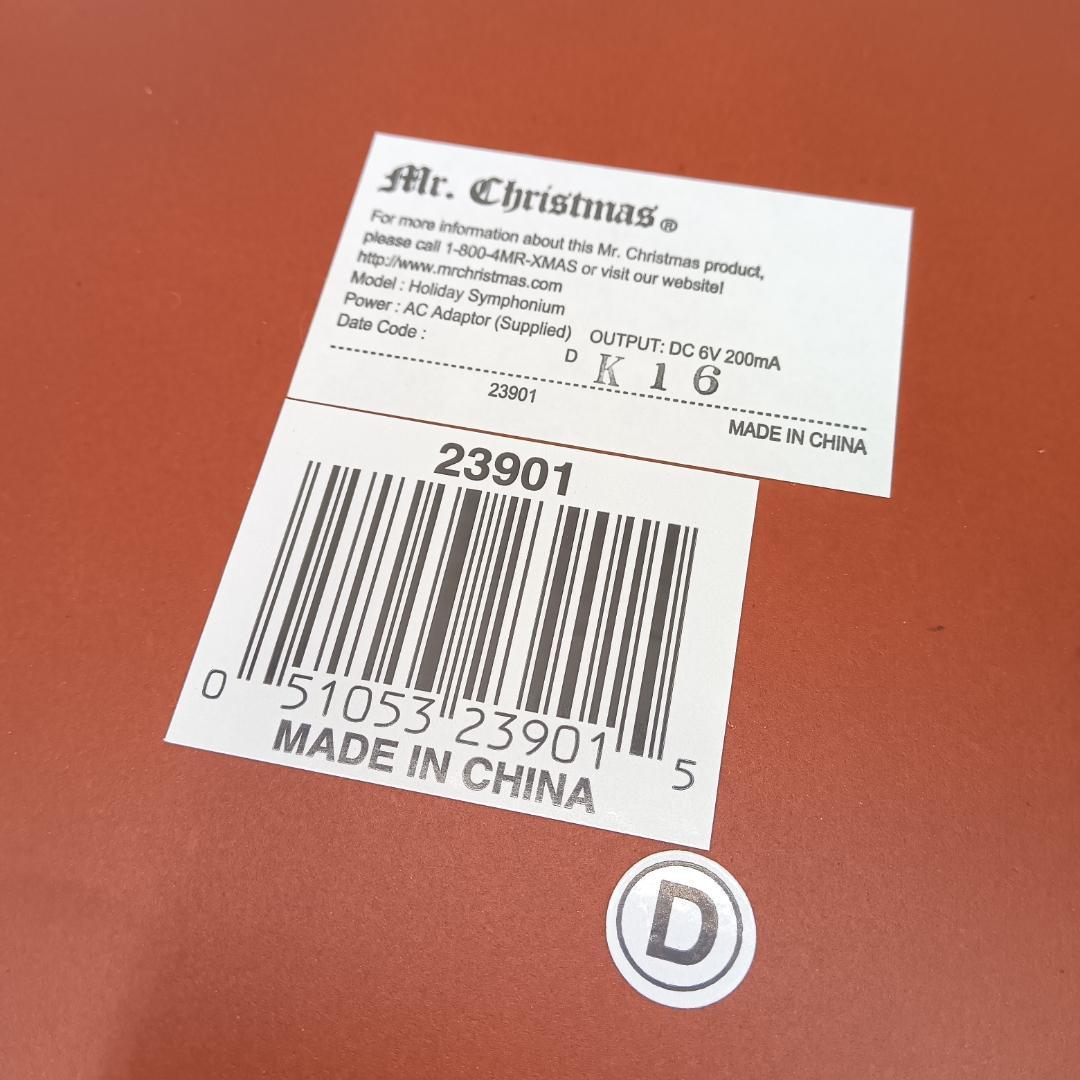 Mr. Christmas®
For more information about this Mr. Christmas product,
please call 1-800-4MR-XMAS or visit our website!
http://www.mrchristmas.com
Model : Holiday Symphonium
Power : AC Adaptor (Supplied) OUTPUT: DC 6V 200mA
Date Code : D K 1 6
23901
MADE IN CHINA
23901
0 51053 23901 5
MADE IN CHINA
D